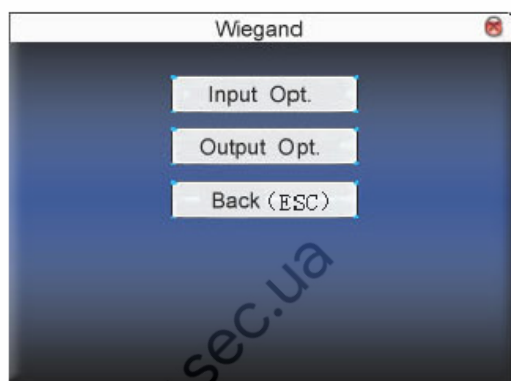 Wiegand
Input Opt.
Output Opt.
Back (ESC)
sec.ua